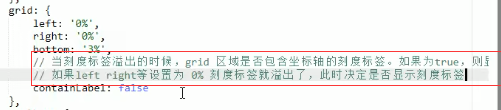 grid: {
left: '0%',
right: '0%',
bottom: '3%',
// 当刻度标签溢出的时候，grid 区域是否包含坐标轴的刻度标签。如果为true，则显
// 如果left right等设置为 0% 刻度标签就溢出了，此时决定是否显示刻度标签
containLabel: false
},